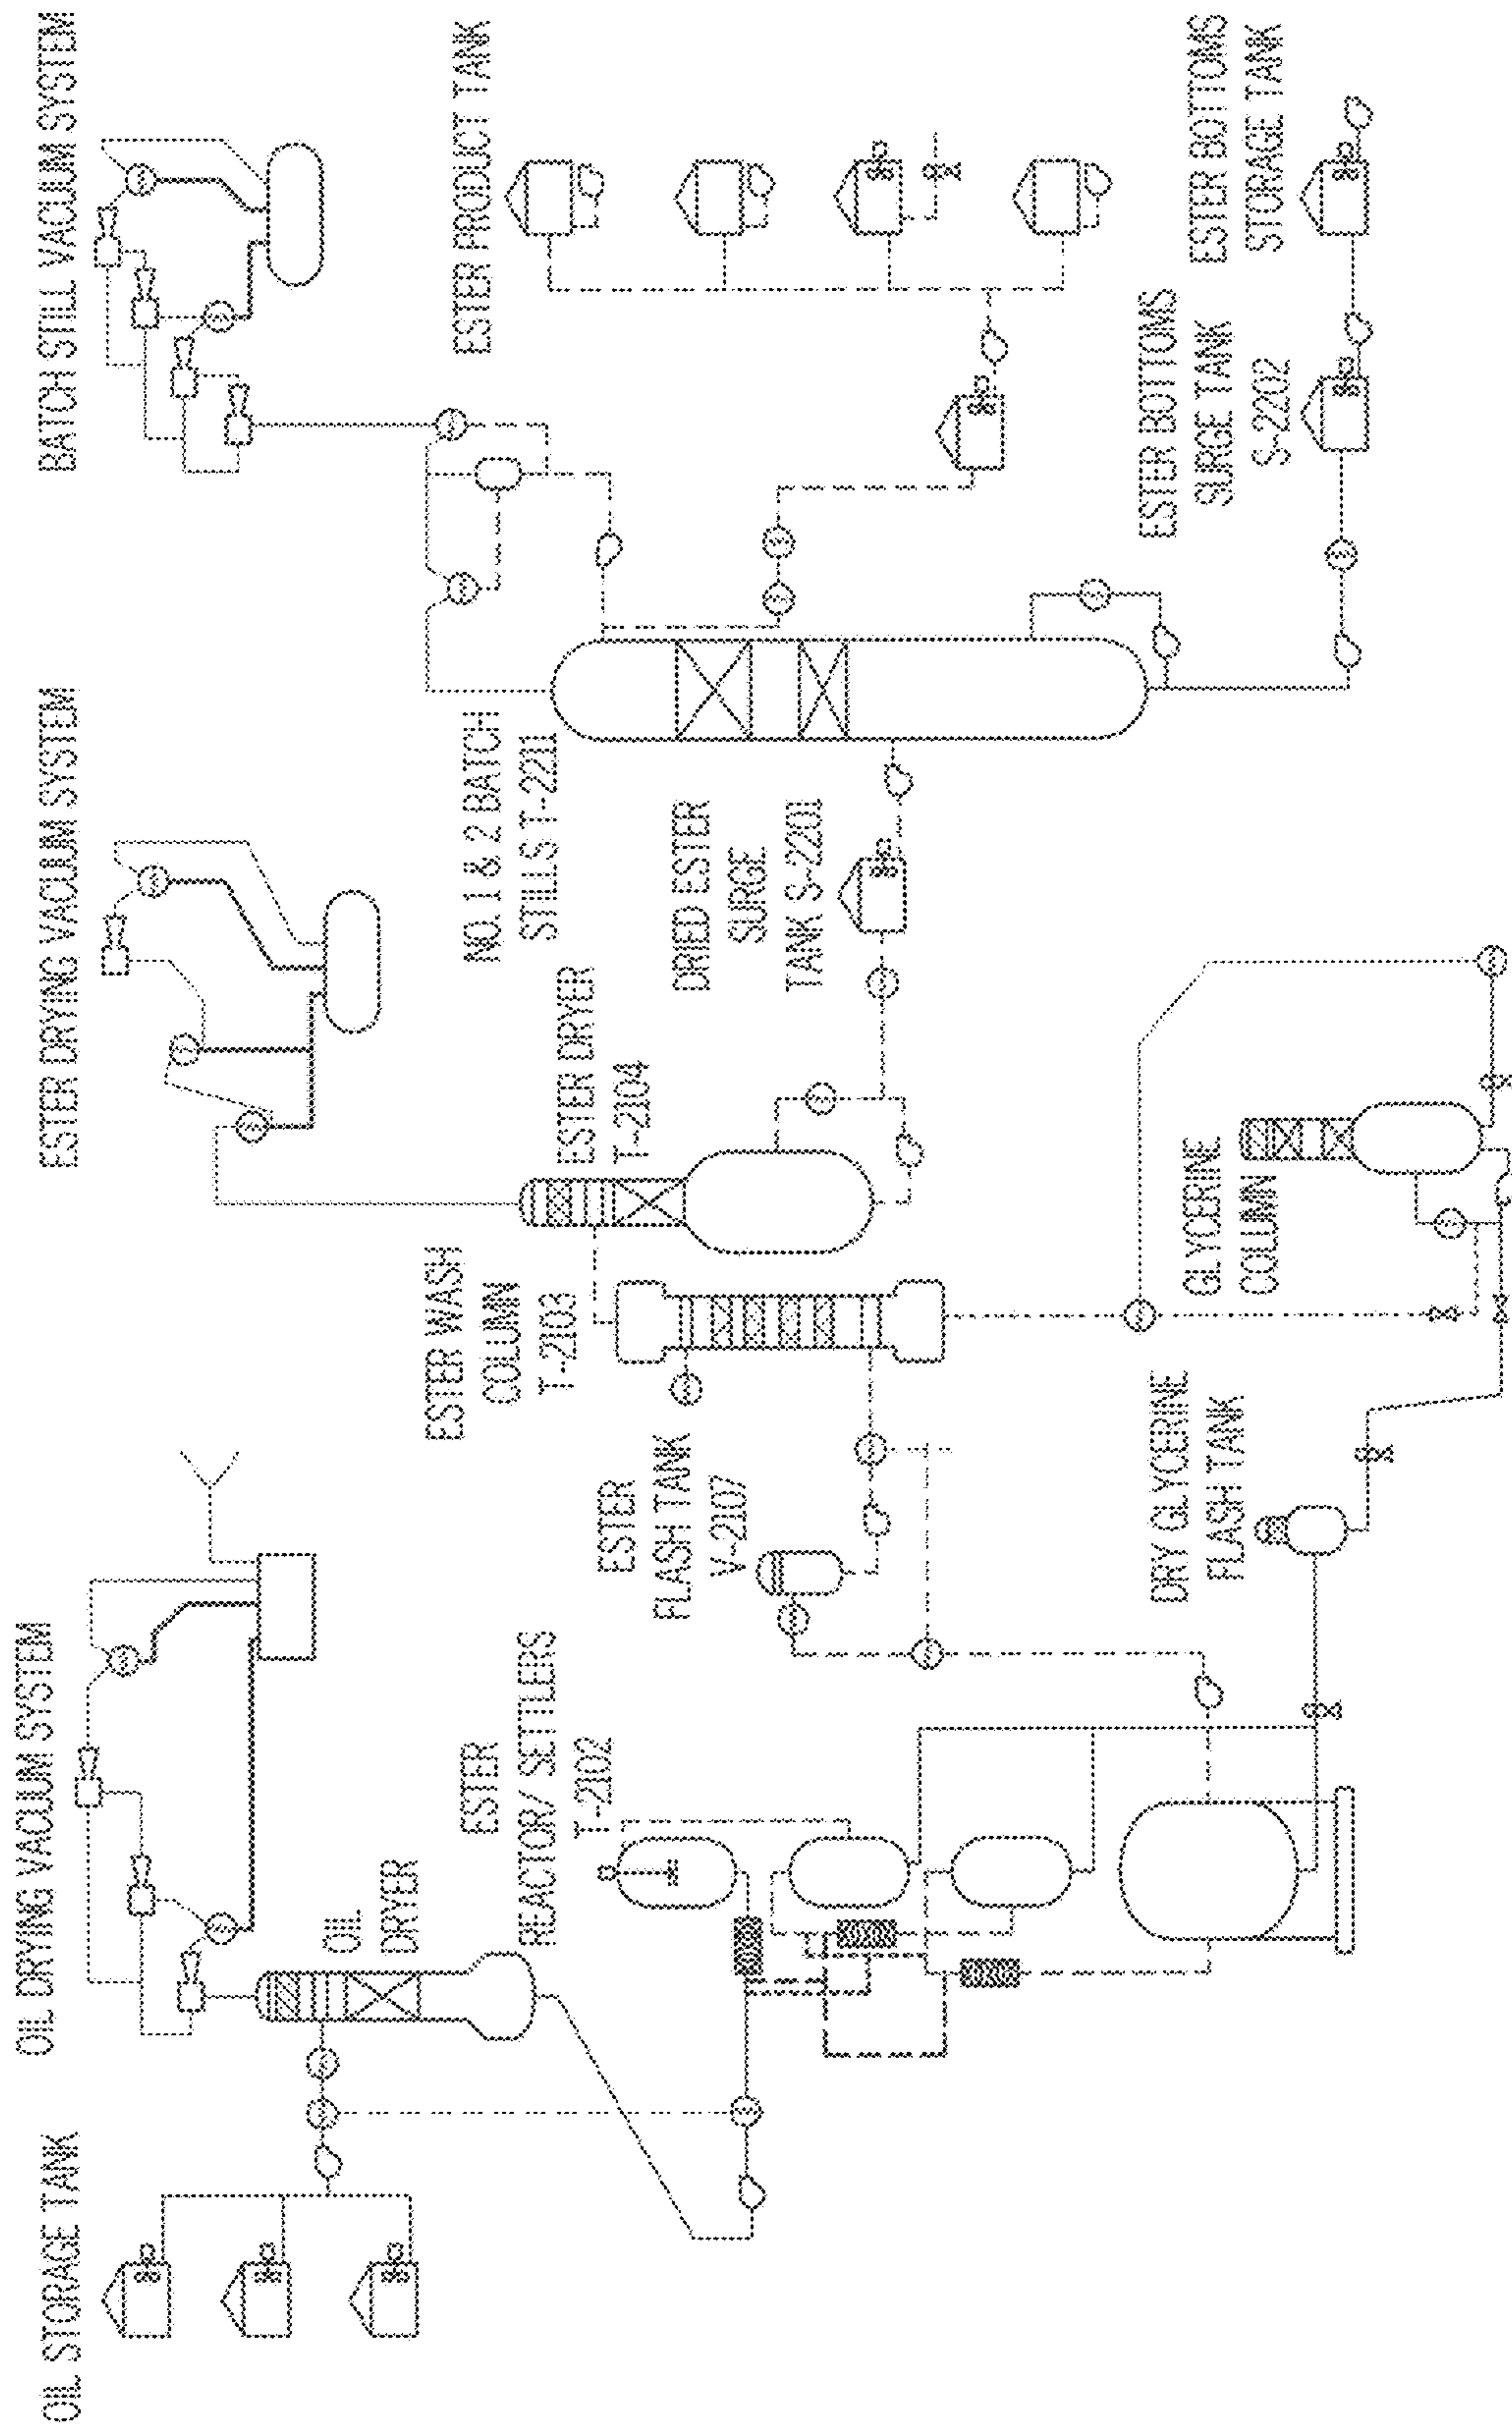 OIL STORAGE TANK
OIL DRYING VACUUM SYSTEM
ESTER DRYING VACUUM SYSTEM
BATCH STILL VACUUM SYSTEM
OIL
DRYER
ESTER
REACTOR/ SETTLERS
T-2102
ESTER WASH
COLUMN
T-2103
ESTER DRYER
T-2104
NO. 1 & 2 BATCH
STILLS T-2211
ESTER PRODUCT TANK
ESTER
FLASH TANK
V-2107
DRIED ESTER
SURGE
TANK S-2201
DRY GLYCERINE
FLASH TANK
GLYCERINE
COLUMN
ESTER BOTTOMS
SURGE TANK
S-2202
ESTER BOTTOMS
STORAGE TANK